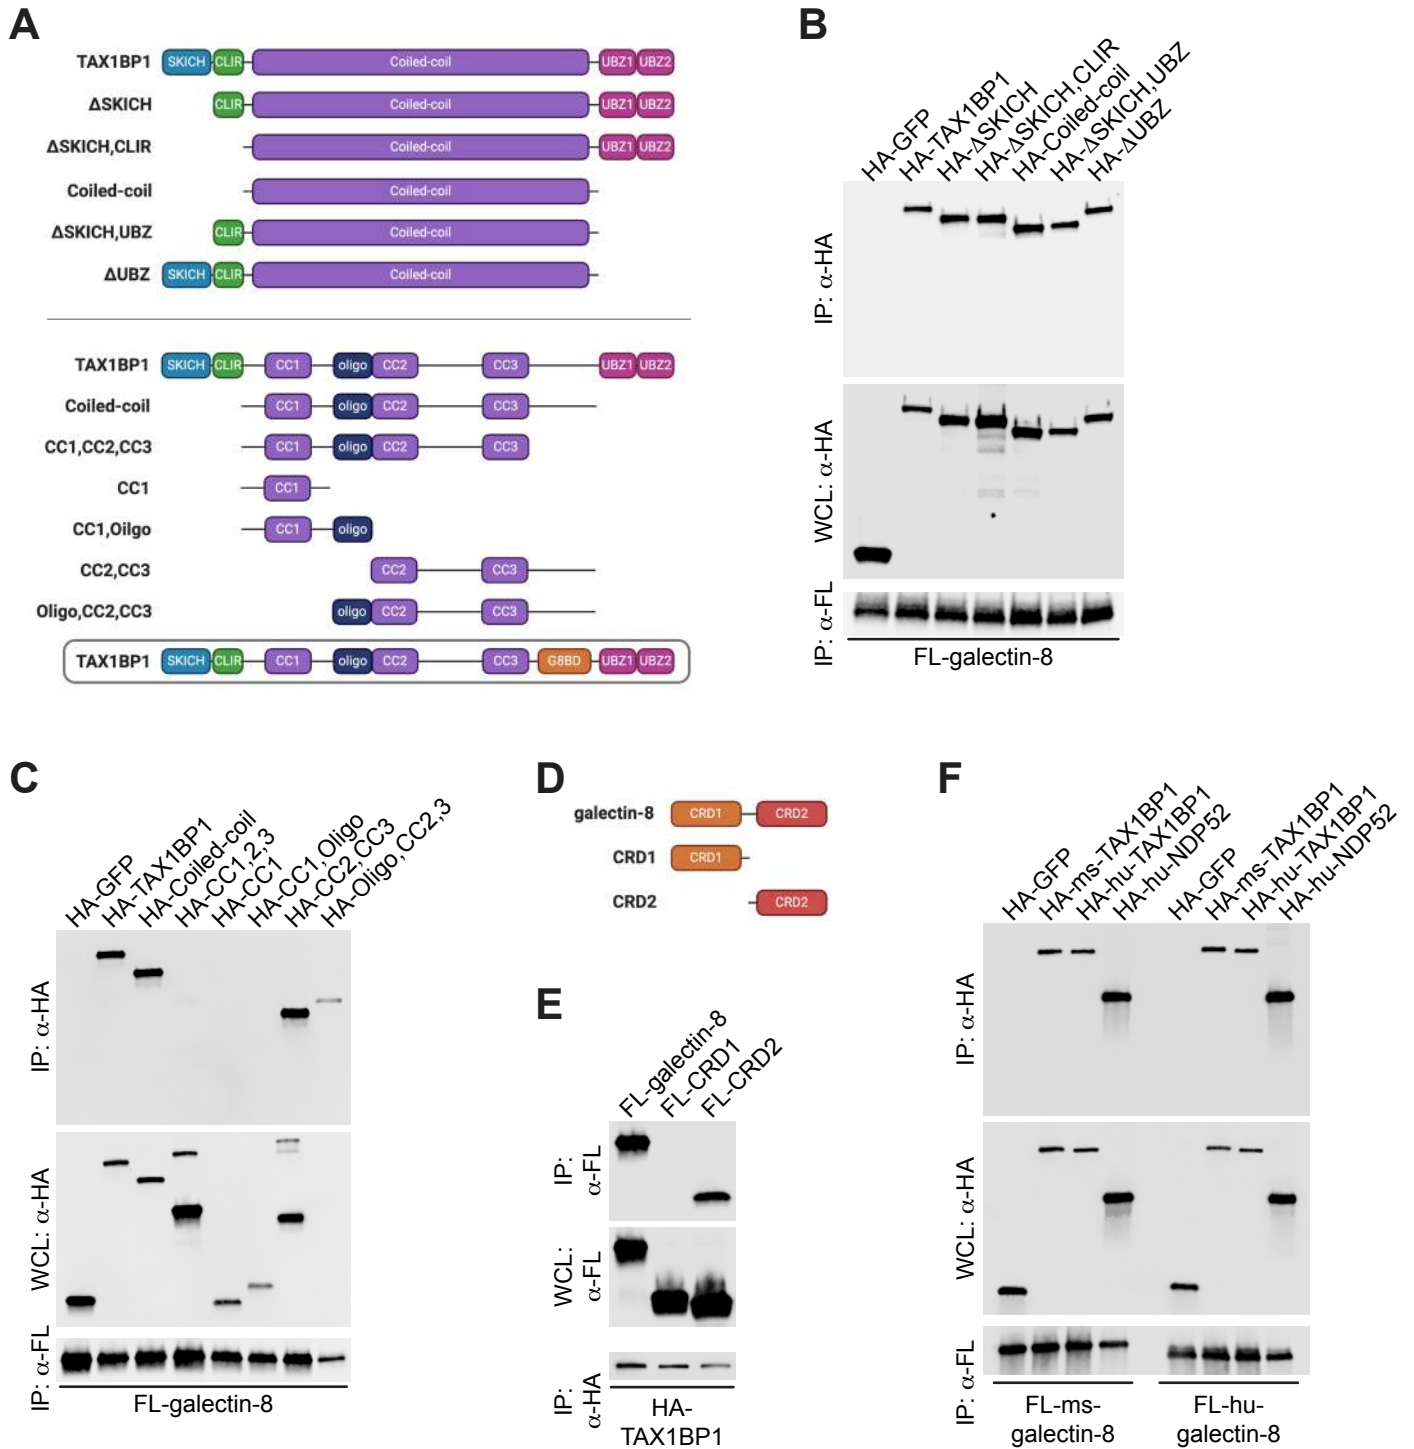 A
TAX1BP1 SKICH CLIR Coiled-coil UBZ1 UBZ2
ΔSKICH CLIR Coiled-coil UBZ1 UBZ2
ΔSKICH,CLIR Coiled-coil UBZ1 UBZ2
Coiled-coil Coiled-coil
ΔSKICH,UBZ CLIR Coiled-coil
ΔUBZ SKICH CLIR Coiled-coil
TAX1BP1 SKICH CLIR CC1 oligo CC2 CC3 UBZ1 UBZ2
Coiled-coil CC1 oligo CC2 CC3
CC1,CC2,CC3 CC1 oligo CC2 CC3
CC1 CC1
CC1,Oilgo CC1 oligo
CC2,CC3 CC2 CC3
Oligo,CC2,CC3 oligo CC2 CC3
TAX1BP1 SKICH CLIR CC1 oligo CC2 CC3 G8BD UBZ1 UBZ2
B
HA-GFP
HA-TAX1BP1
HA-ΔSKICH
HA-ΔSKICH,CLIR
HA-Coiled-coil
HA-ΔSKICH,UBZ
HA-ΔUBZ
IP: α-HA
WCL: α-HA
IP: α-FL
FL-galectin-8
C
HA-GFP
HA-TAX1BP1
HA-Coiled-coil
HA-CC1,2,3
HA-CC1
HA-CC1,Oligo
HA-CC2,CC3
HA-Oligo,CC2,3
IP: α-HA
WCL: α-HA
IP: α-FL
FL-galectin-8
D
galectin-8 CRD1 CRD2
CRD1 CRD1
CRD2 CRD2
E
FL-galectin-8
FL-CRD1
FL-CRD2
IP:
α-FL
WCL:
α-FL
IP:
α-HA
HA-
TAX1BP1
F
HA-GFP
HA-ms-TAX1BP1
HA-hu-TAX1BP1
HA-hu-NDP52
HA-GFP
HA-ms-TAX1BP1
HA-hu-TAX1BP1
HA-hu-NDP52
IP: α-HA
WCL: α-HA
IP: α-FL
FL-ms-
galectin-8
FL-hu-
galectin-8